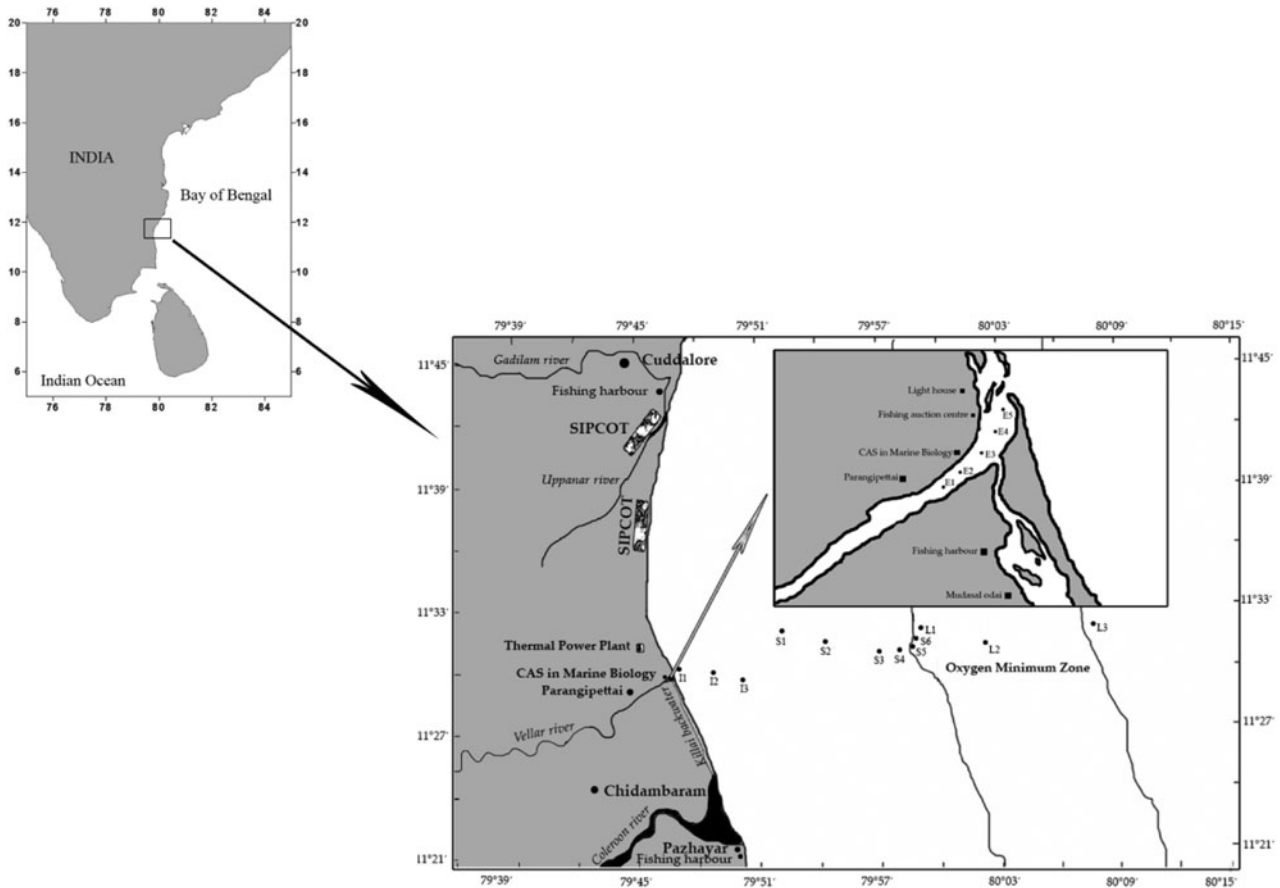 76 78 80 82 84
20 20
18 18
16 16
INDIA
14 14
Bay of Bengal
12 12
10 10
8 8
6 6
Indian Ocean
76 78 80 82 84
79°39´ 79°45´ 79°51´ 79°57´ 80°03´ 80°09´ 80°15´
11°45´ 11°45´
Gadilam river
Cuddalore
Fishing harbour
SIPCOT
Uppanar river
11°39´ 11°39´
SIPCOT
11°33´ 11°33´
Thermal Power Plant
CAS in Marine Biology
Parangipettai
Vellar river
Killai backwater
11°27´ 11°27´
Chidambaram
Coleroon river
Pazhayar
Fishing harbour
11°21´ 11°21´
Light house
Fishing auction centre
CAS in Marine Biology
Parangipettai
E5
E4
E3
E2
E1
Fishing harbour
Mudasal odai
I1
I2
I3
S1
S2
S3
S4
S5
S6
L1
L2
L3
Oxygen Minimum Zone
79°39´ 79°45´ 79°51´ 79°57´ 80°03´ 80°09´ 80°15´